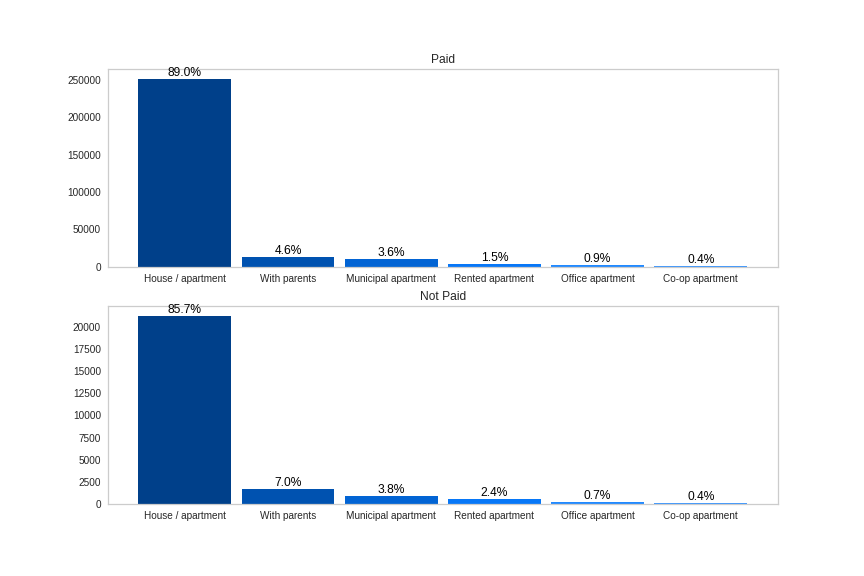 Paid
250000
200000
150000
100000
50000
0
89.0%
4.6%
3.6%
1.5%
0.9%
0.4%
House / apartment
With parents
Municipal apartment
Rented apartment
Office apartment
Co-op apartment
Not Paid
20000
17500
15000
12500
10000
7500
5000
2500
0
85.7%
7.0%
3.8%
2.4%
0.7%
0.4%
House / apartment
With parents
Municipal apartment
Rented apartment
Office apartment
Co-op apartment